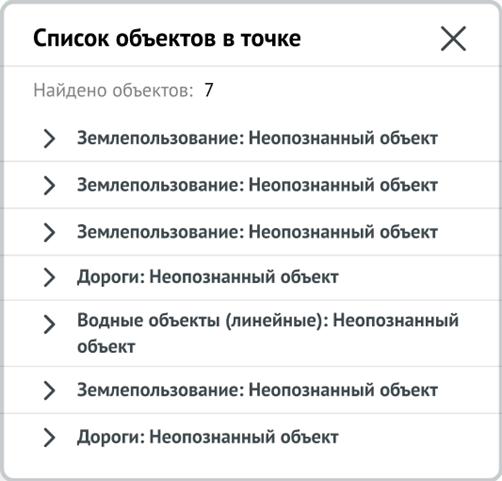 Список объектов в точке
Найдено объектов: 7
Землепользование: Неопознанный объект
Землепользование: Неопознанный объект
Землепользование: Неопознанный объект
Дороги: Неопознанный объект
Водные объекты (линейные): Неопознанный
объект
Землепользование: Неопознанный объект
Дороги: Неопознанный объект